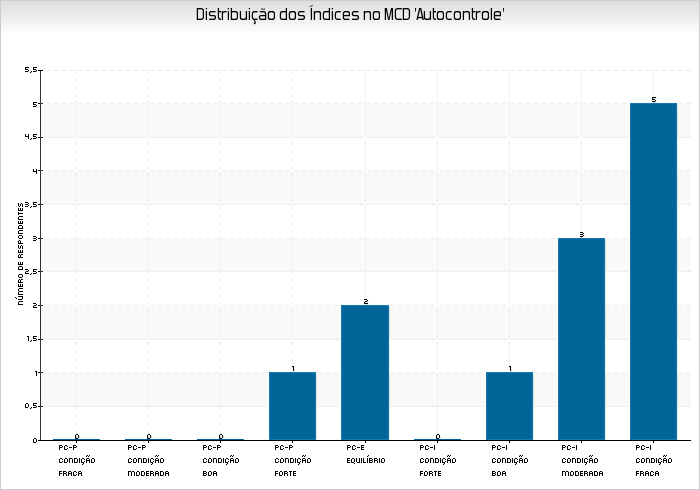 Distribuição dos Índices no MCD 'Autocontrole'
NÚMERO DE RESPONDENTES
5,5
5
4,5
4
3,5
3
2,5
2
1,5
1
0,5
0
0
0
0
1
2
0
1
3
5
PC-P
CONDIÇÃO
FRACA
PC-P
CONDIÇÃO
MODERADA
PC-P
CONDIÇÃO
BOA
PC-P
CONDIÇÃO
FORTE
PC-E
EQUILÍBRIO
PC-I
CONDIÇÃO
FORTE
PC-I
CONDIÇÃO
BOA
PC-I
CONDIÇÃO
MODERADA
PC-I
CONDIÇÃO
FRACA